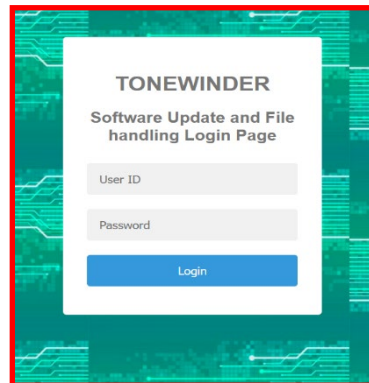 TONEWINDER
Software Update and File
handling Login Page
User ID
Password
Login